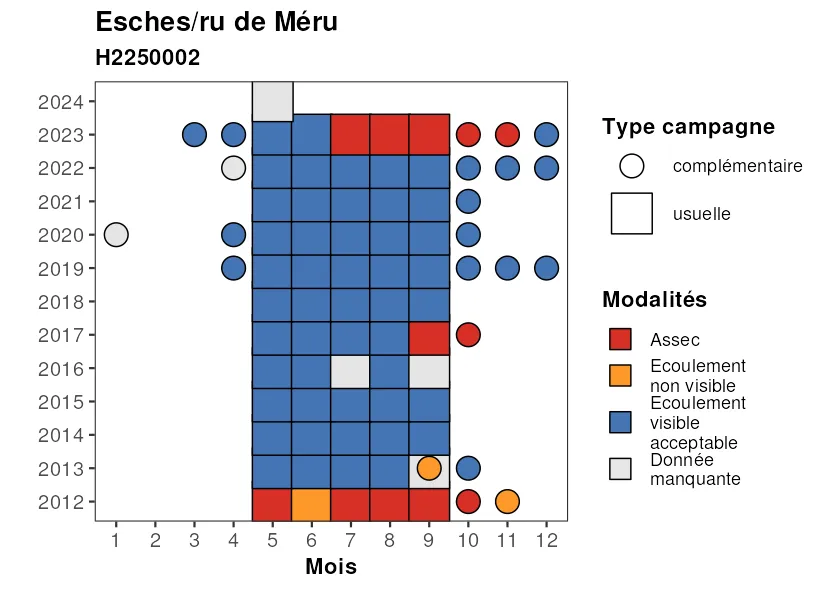 Esches/ru de Méru
H2250002
2024
2023
2022
2021
2020
2019
2018
2017
2016
2015
2014
2013
2012
1 2 3 4 5 6 7 8 9 10 11 12
Mois
Type campagne
complémentaire
usuelle
Modalités
Assec
Ecoulement
non visible
Ecoulement
visible
acceptable
Donnée
manquante